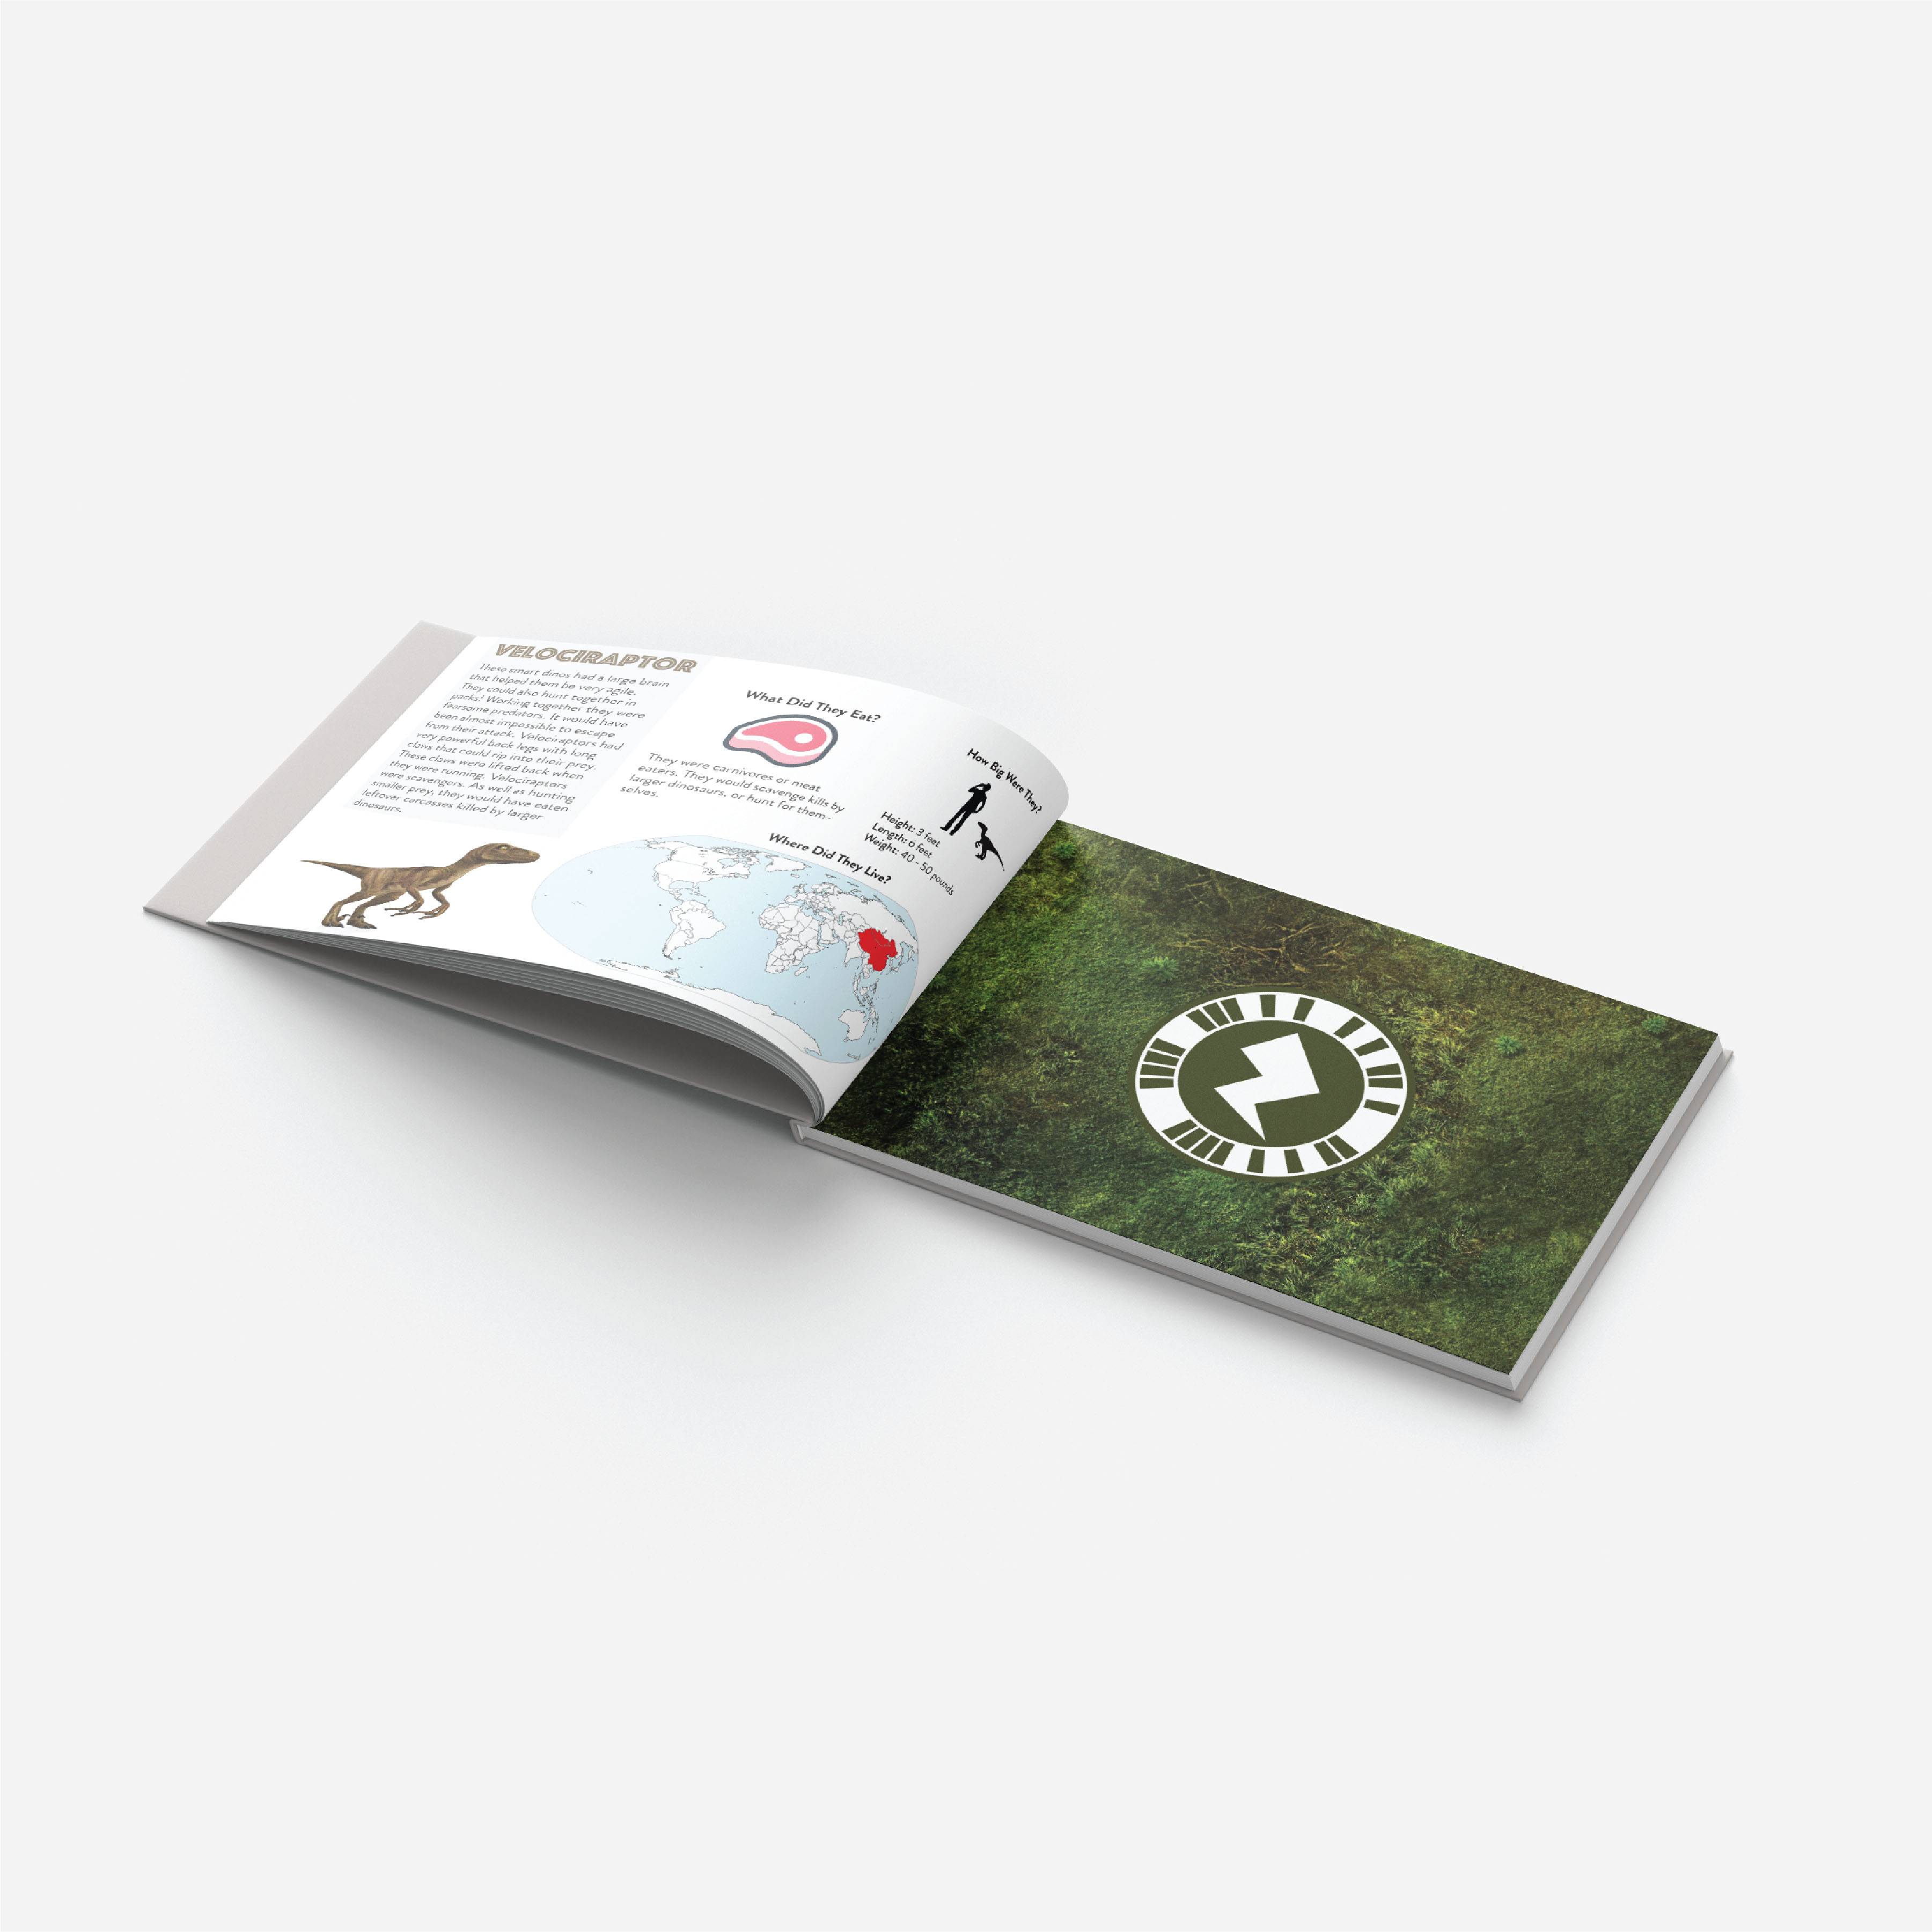 VELOCIRAPTOR
These smart dinos had a large brain
that helped them be very agile.
They could also hunt together in
packs! Working together they were
fearsome predators. It would have
been almost impossible to escape
from their attack. Velociraptors had
very powerful back legs with long
claws that could rip into their prey.
These claws were lifted back when
they were running. Velociraptors
were scavengers. As well as hunting
smaller prey, they would have eaten
leftover carcasses killed by larger
dinosaurs.
What Did They Eat?
They were carnivores or meat
eaters. They would scavenge kills by
larger dinosaurs, or hunt for them-
selves.
How Big Were They?
Height: 3 feet
Length: 6 feet
Weight: 40 - 50 pounds
Where Did They Live?